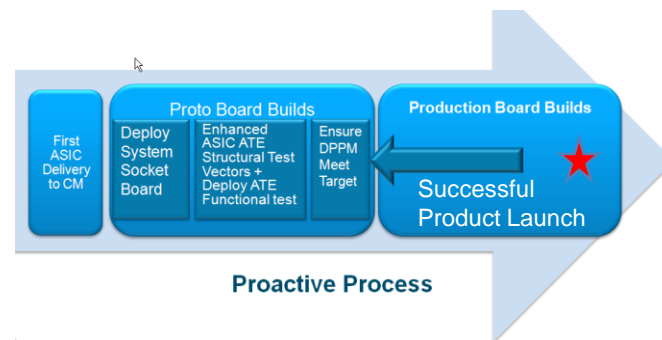 First
ASIC
Delivery
to CM
Proto Board Builds
Deploy
System
Socket
Board
Enhanced
ASIC ATE
Structural Test
Vectors +
Deploy ATE
Functional test
Ensure
DPPM
Meet
Target
Production Board Builds
Successful
Product Launch
Proactive Process